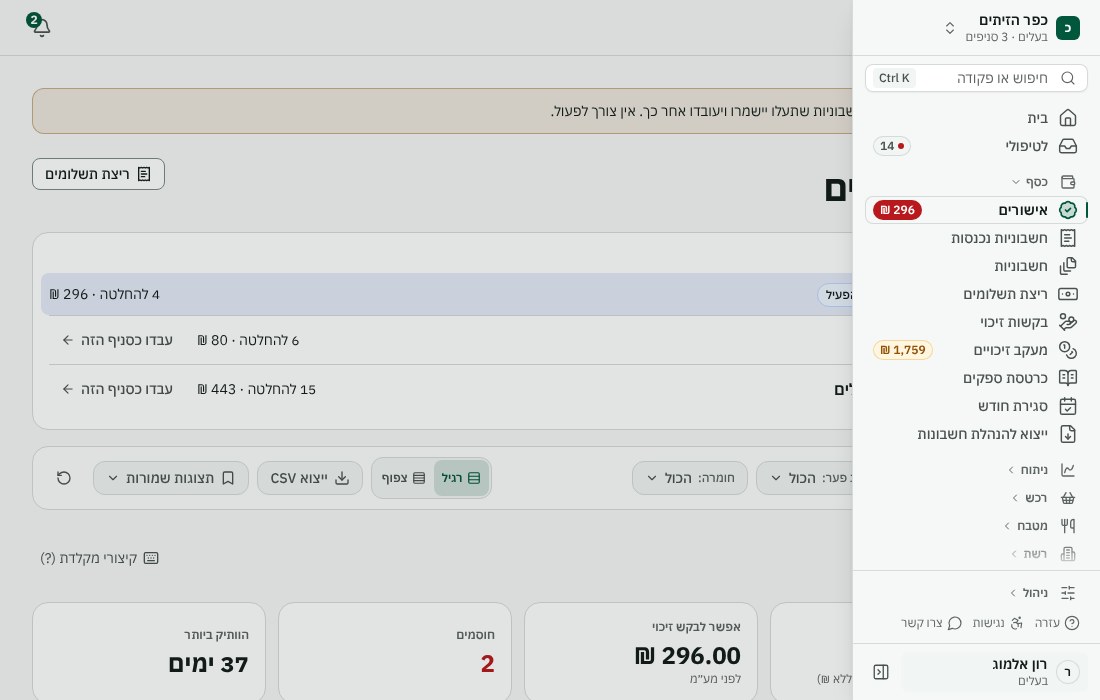 כ
כפר הזיתים
בעלים · 3 סניפים
חיפוש או פקודה
Ctrl K
בית
לטיפולי
14
כסף
אישורים
296 ₪
חשבוניות נכנסות
חשבוניות
ריצת תשלומים
בקשות זיכוי
מעקב זיכויים
1,759 ₪
כרטסת ספקים
סגירת חודש
ייצוא להנהלת חשבונות
ניתוח
רכש
מטבח
רשת
ניהול
עזרה
נגישות
צרו קשר
ר
רון אלמוג
בעלים
2
שתעלו יישמרו ויעובדו אחר כך. אין צורך לפעול.
ריצת תשלומים
4 להחלטה · 296 ₪
6 להחלטה · 80 ₪
עבדו כסניף הזה
15 להחלטה · 443 ₪
עבדו כסניף הזה
פער: הכול
חומרה: הכול
רגיל
צפוף
ייצוא CSV
תצוגות שמורות
קיצורי מקלדת (?)
אפשר לבקש זיכוי
296.00 ₪
לפני מע״מ
חוסמים
2
הוותיק ביותר
37 ימים
ללא ₪)